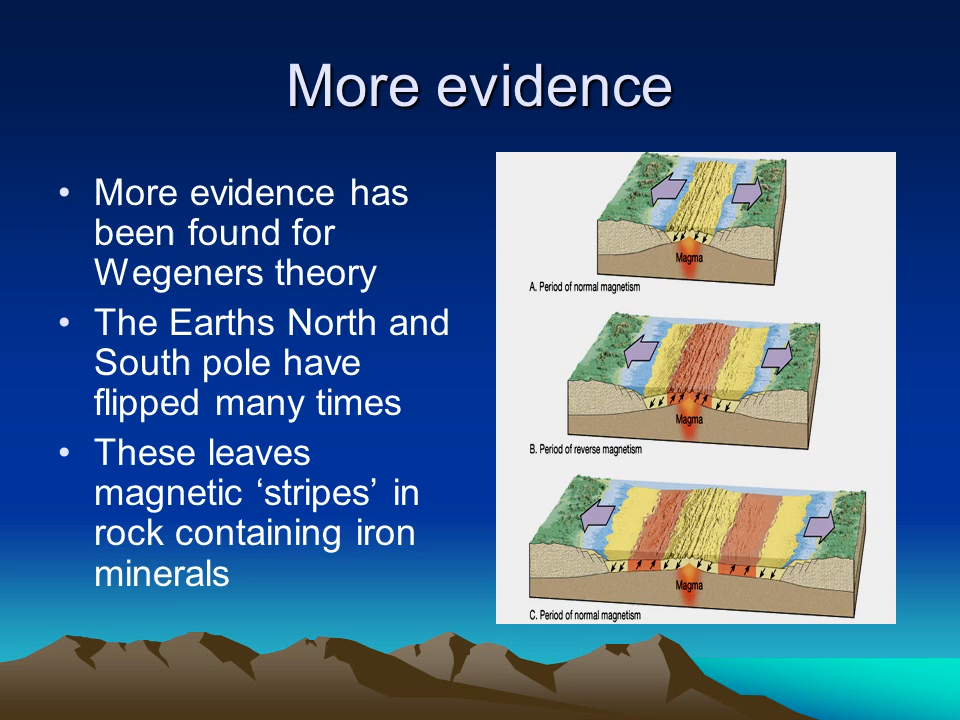 More evidence
• More evidence has
been found for
Wegeners theory
• The Earths North and
South pole have
flipped many times
• These leaves
magnetic ‘stripes’ in
rock containing iron
minerals
Magma
A. Period of normal magnetism
Magma
B. Period of reverse magnetism
Magma
C. Period of normal magnetism